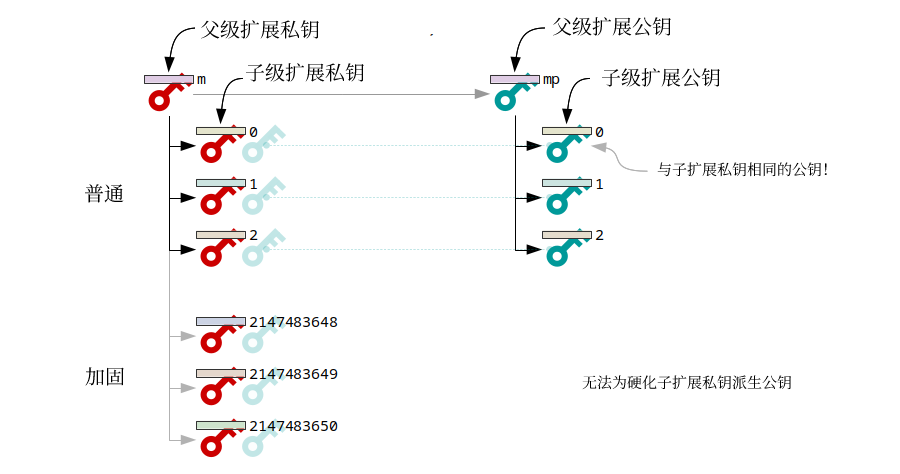 父级扩展私钥
父级扩展公钥
m
mp
子级扩展私钥
子级扩展公钥
0
0
与子扩展私钥相同的公钥!
普通
1
1
2
2
2147483648
加固
2147483649
无法为硬化子扩展私钥派生公钥
2147483650